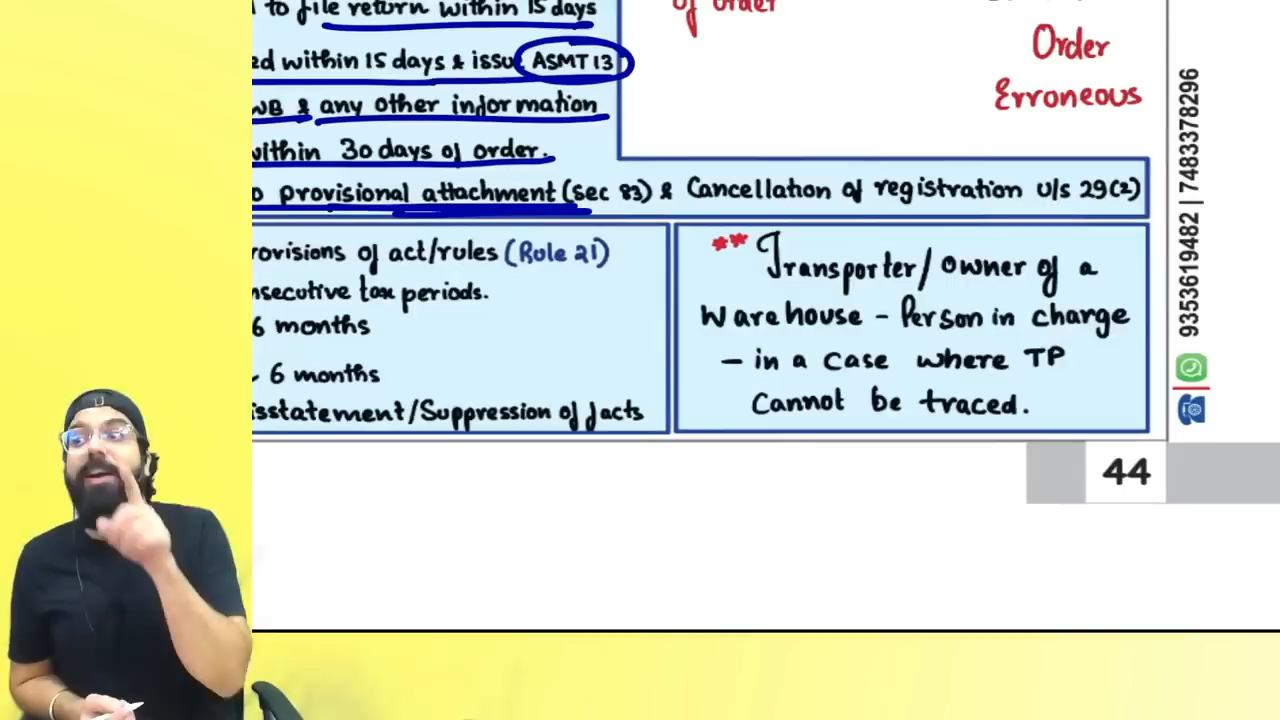 to file return within 15 days
ed within 15 days & issu ASMT 13
WB & any other information
within 30 days of order.
of order
Order
Erroneous
o provisional attachment (sec 83) & Cancellation of registration u/s 29(2)
rovisions of act/rules (Rule 21)
nsecutive tax periods.
6 months
- 6 months
isstatement/Suppression of facts
** Transporter/Owner of a
Warehouse - Person in charge
- in a case where TP
Cannot be traced.
9353619482 | 7483378296
44